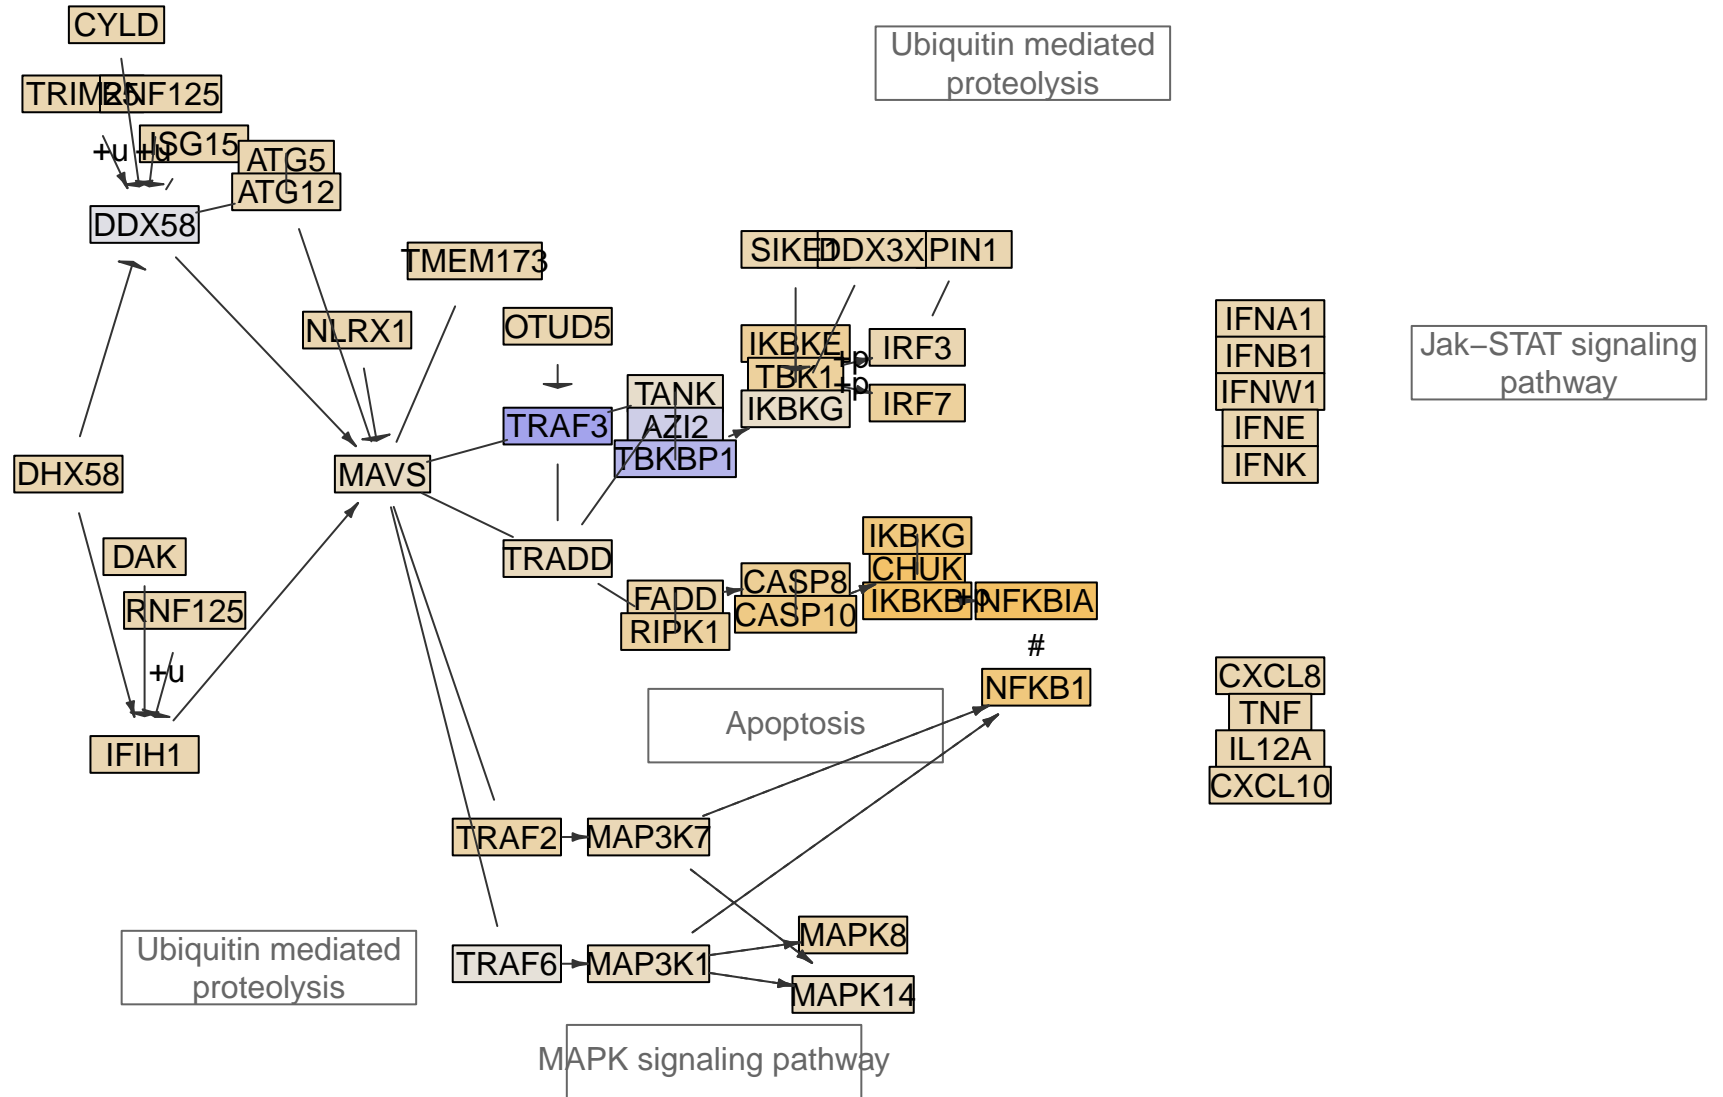 CYLD
Ubiquitin mediated
proteolysis
TRIM25
RNF125
ISG15
+u
+u
ATG5
ATG12
DDX58
TMEM173
SIKE1
DDX3X
PIN1
NLRX1
OTUD5
IKBKE
TBK1
IKBKG
+p
+p
IRF3
IRF7
IFNA1
IFNB1
IFNW1
IFNE
IFNK
Jak−STAT signaling
pathway
TRAF3
TANK
AZI2
TBKBP1
DHX58
MAVS
DAK
RNF125
+u
IFIH1
TRADD
FADD
RIPK1
CASP8
CASP10
IKBKG
CHUK
IKBKB
+p
NFKBIA
#
NFKB1
Apoptosis
CXCL8
TNF
IL12A
CXCL10
TRAF2
MAP3K7
TRAF6
MAP3K1
MAPK8
MAPK14
Ubiquitin mediated
proteolysis
MAPK signaling pathway